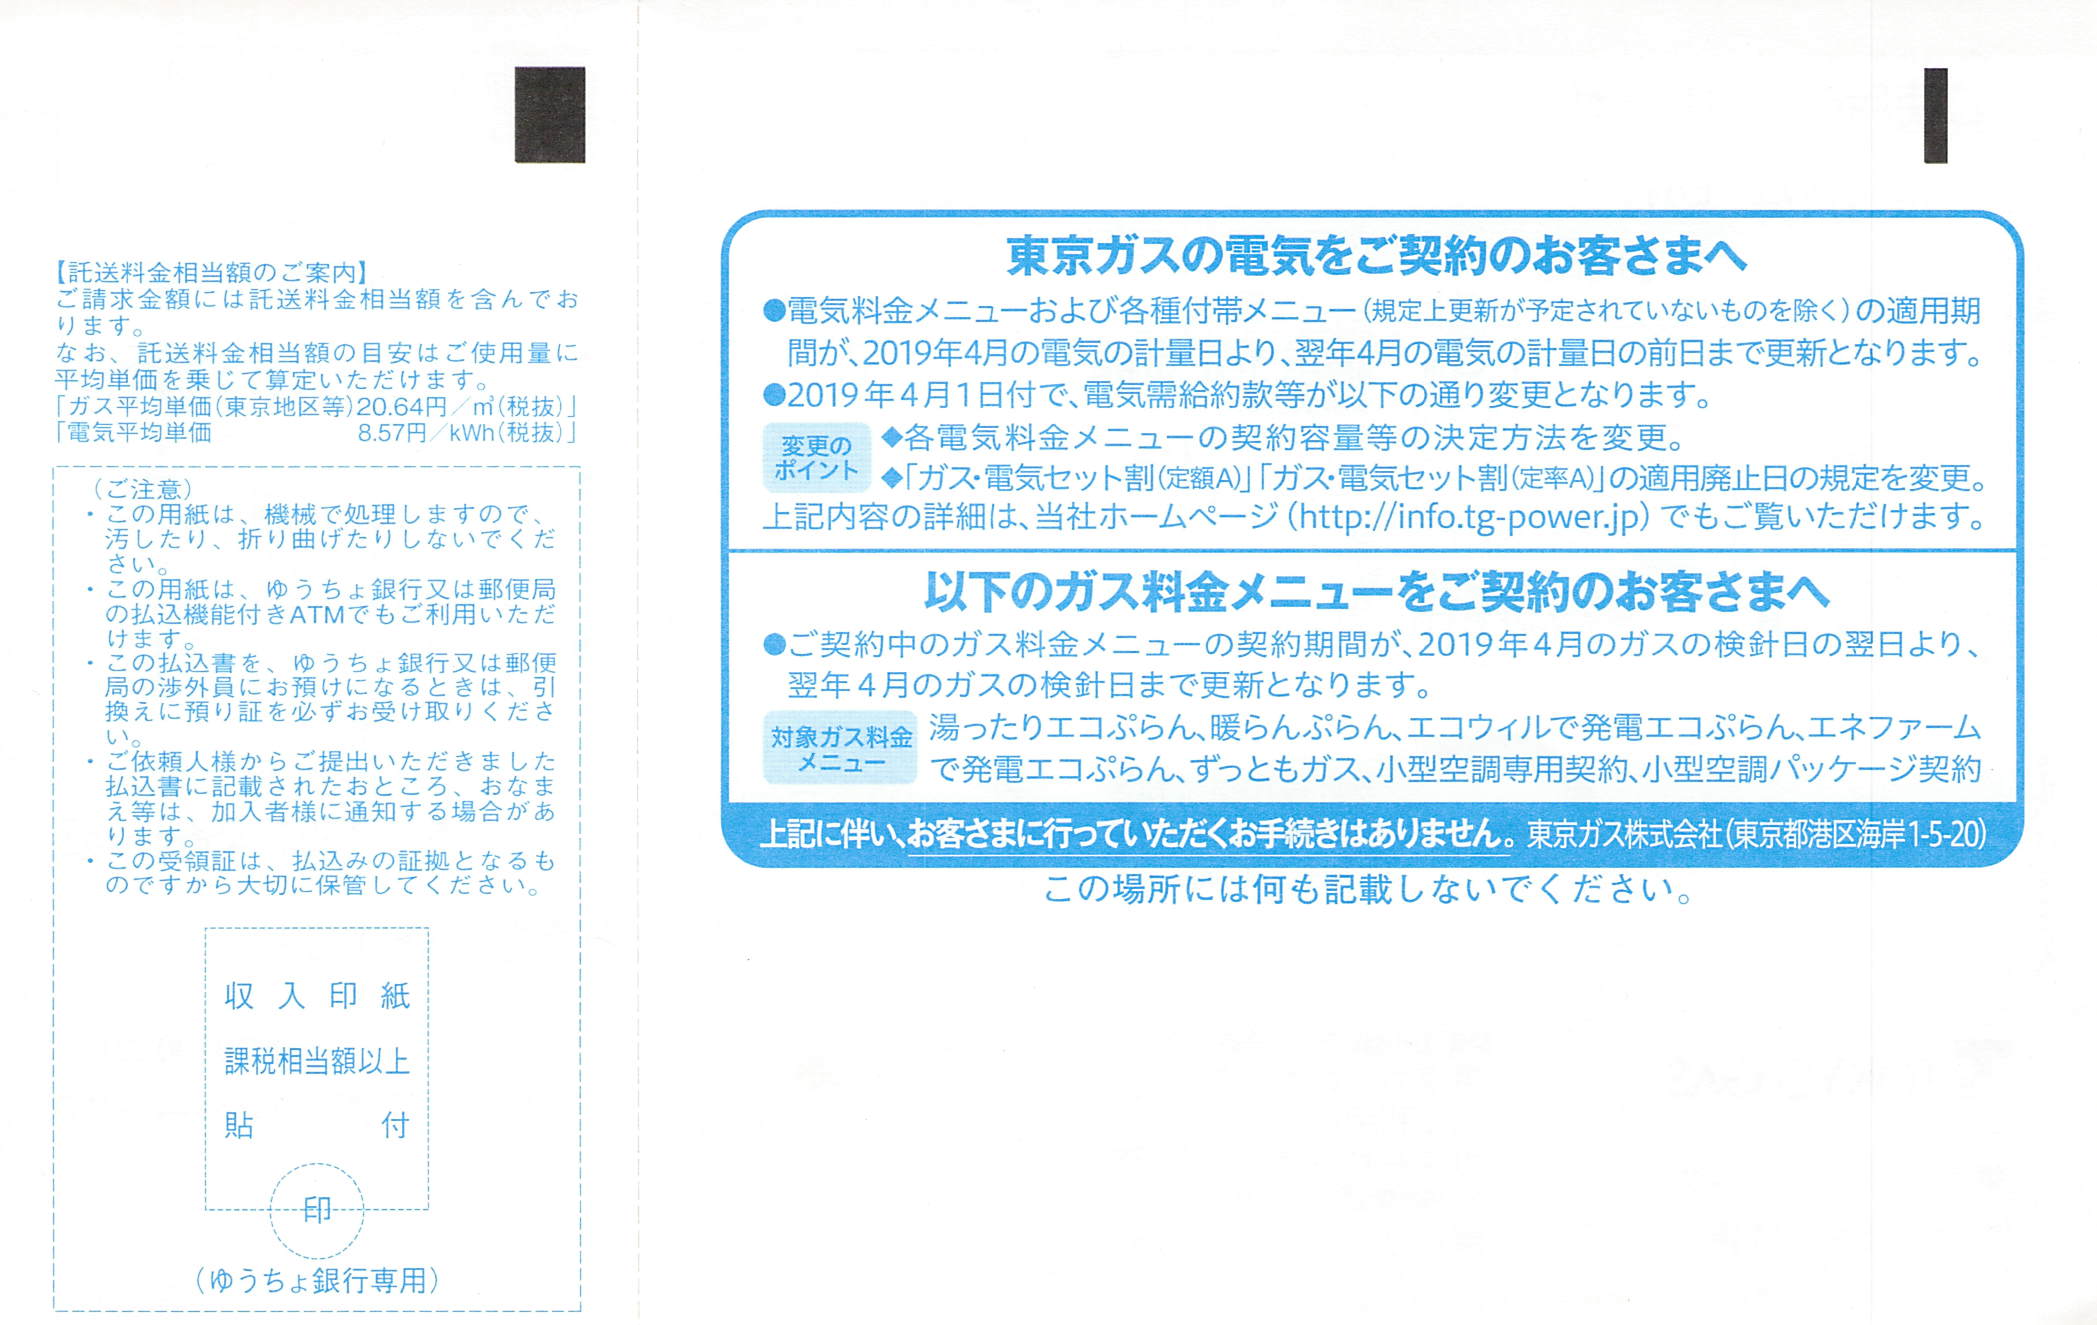 【託送料金相当額のご案内】
ご請求金額には託送料金相当額を含んでお
ります。
なお、託送料金相当額の目安はご使用量に
平均単価を乗じて算定いただけます。
「ガス平均単価(東京地区等)20.64円／㎥(税抜)」
「電気平均単価 8.57円／kWh(税抜)」
（ご注意）
・この用紙は、機械で処理しますので、
汚したり、折り曲げたりしないでくだ
さい。
・この用紙は、ゆうちょ銀行又は郵便局
の払込機能付きATMでもご利用いただ
けます。
・この払込書を、ゆうちょ銀行又は郵便
局の渉外員にお預けになるときは、引
換えに預り証を必ずお受け取りくださ
い。
・ご依頼人様からご提出いただきました
払込書に記載されたおところ、おなま
え等は、加入者様に通知する場合があ
ります。
・この受領証は、払込みの証拠となるも
のですから大切に保管してください。
収入印紙
課税相当額以上
貼付
印
（ゆうちょ銀行専用）
東京ガスの電気をご契約のお客さまへ
●電気料金メニューおよび各種付帯メニュー（規定上更新が予定されていないものを除く）の適用期
間が、2019年4月の電気の計量日より、翌年4月の電気の計量日の前日まで更新となります。
●2019年4月1日付で、電気需給約款等が以下の通り変更となります。
変更の
ポイント
◆各電気料金メニューの契約容量等の決定方法を変更。
◆「ガス・電気セット割(定額A)」「ガス・電気セット割(定率A)」の適用廃止日の規定を変更。
上記内容の詳細は、当社ホームページ（http://info.tg-power.jp）でもご覧いただけます。
以下のガス料金メニューをご契約のお客さまへ
●ご契約中のガス料金メニューの契約期間が、2019年4月のガスの検針日の翌日より、
翌年4月のガスの検針日まで更新となります。
対象ガス料金
メニュー
湯ったりエコぷらん、暖らんぷらん、エコウィルで発電エコぷらん、エネファーム
で発電エコぷらん、ずっともガス、小型空調専用契約、小型空調パッケージ契約
上記に伴い、お客さまに行っていただくお手続きはありません。東京ガス株式会社(東京都港区海岸1-5-20)
この場所には何も記載しないでください。